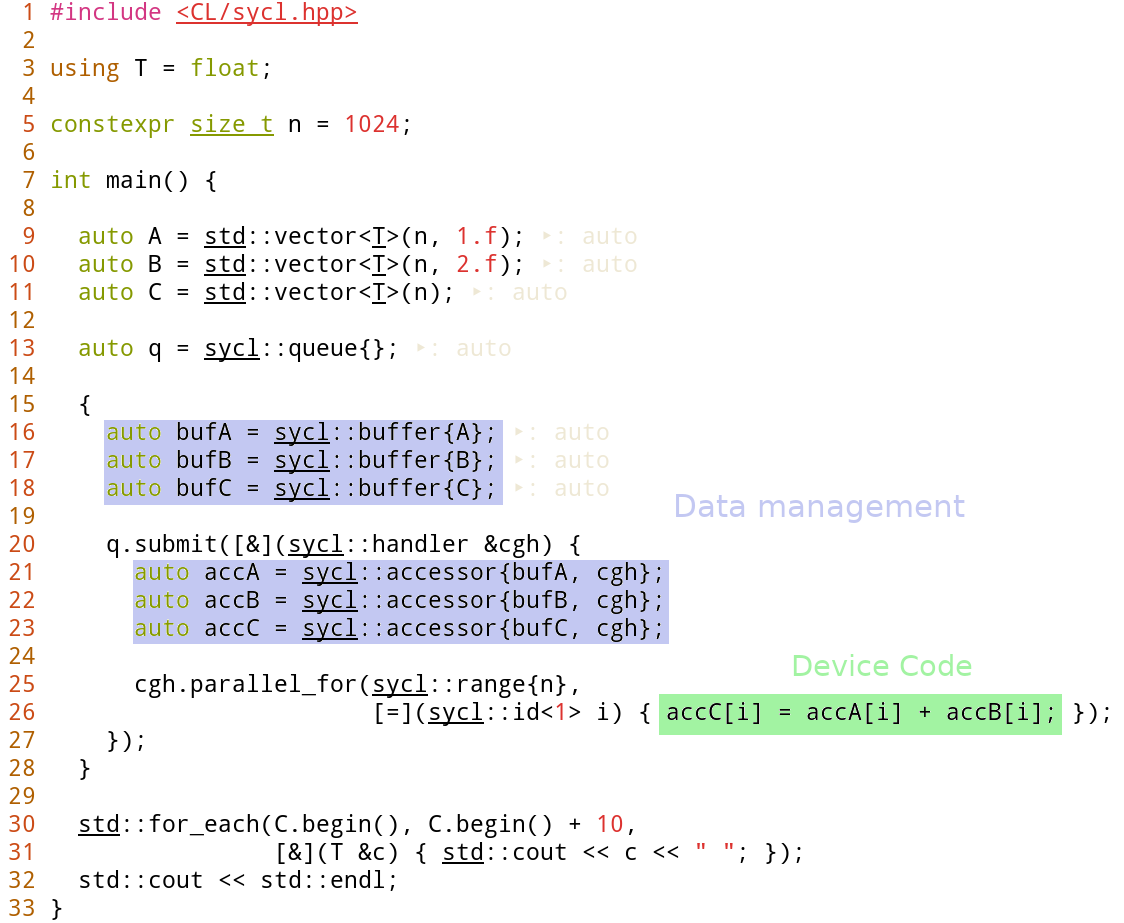 1 #include <CL/sycl.hpp>
2
3 using T = float;
4
5 constexpr size_t n = 1024;
6
7 int main() {
8
9 auto A = std::vector<T>(n, 1.f); ‣: auto
10 auto B = std::vector<T>(n, 2.f); ‣: auto
11 auto C = std::vector<T>(n); ‣: auto
12
13 auto q = sycl::queue{}; ‣: auto
14
15 {
16 auto bufA = sycl::buffer{A}; ‣: auto
17 auto bufB = sycl::buffer{B}; ‣: auto
18 auto bufC = sycl::buffer{C}; ‣: auto
Data management
19
20 q.submit([&](sycl::handler &cgh) {
21 auto accA = sycl::accessor{bufA, cgh};
22 auto accB = sycl::accessor{bufB, cgh};
23 auto accC = sycl::accessor{bufC, cgh};
24
Device Code
25 cgh.parallel_for(sycl::range{n},
26 [=](sycl::id<1> i) { accC[i] = accA[i] + accB[i]; });
27 });
28 }
29
30 std::for_each(C.begin(), C.begin() + 10,
31 [&](T &c) { std::cout << c << " "; });
32 std::cout << std::endl;
33 }